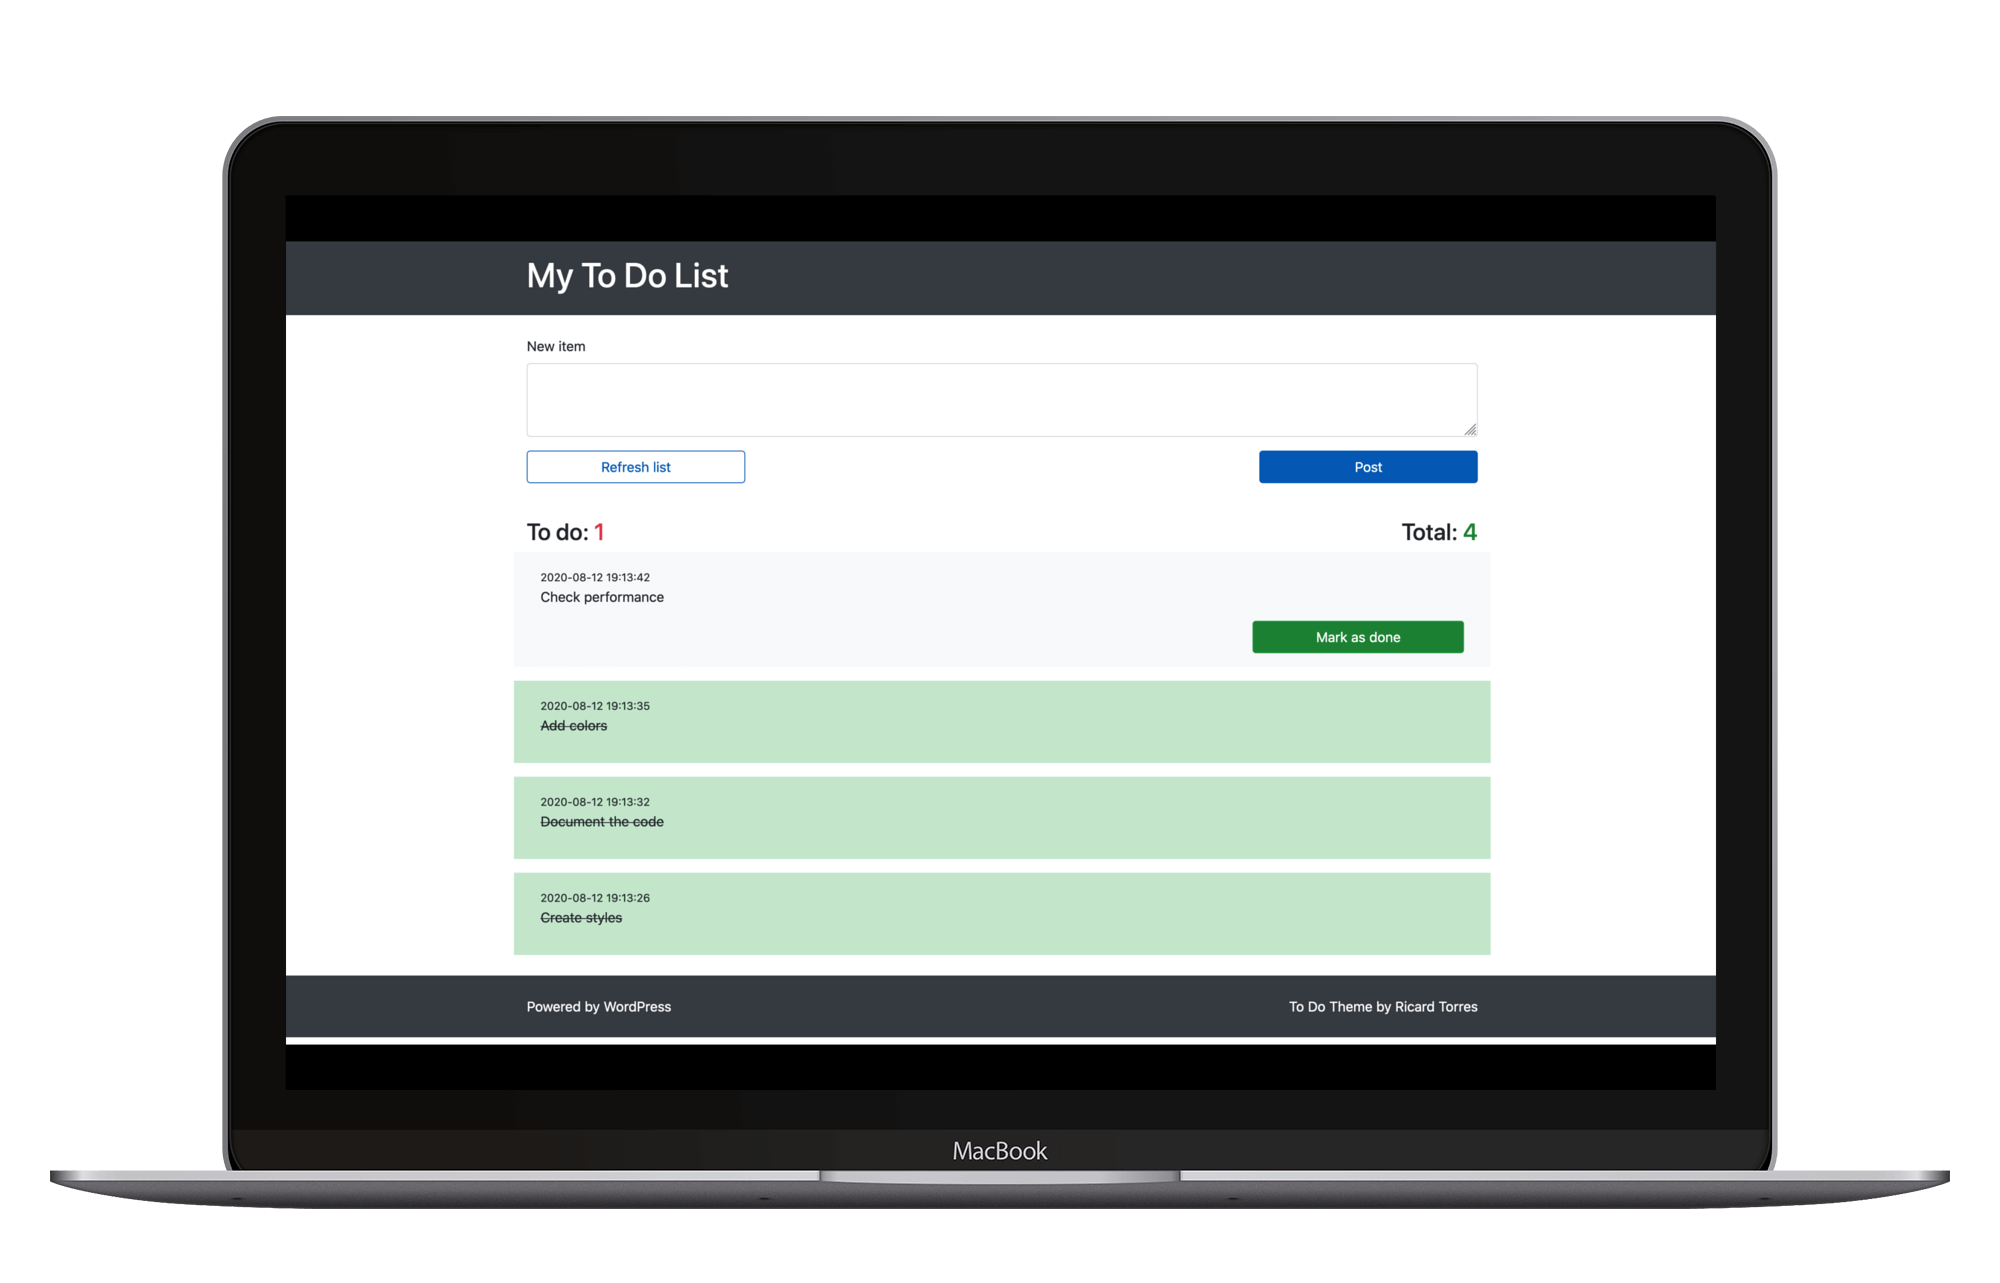 My To Do List
New item
Refresh list
Post
To do: 1
Total: 4
2020-08-12 19:13:42
Check performance
Mark as done
2020-08-12 19:13:35
Add colors
2020-08-12 19:13:32
Document the code
2020-08-12 19:13:26
Create styles
Powered by WordPress
To Do Theme by Ricard Torres
MacBook